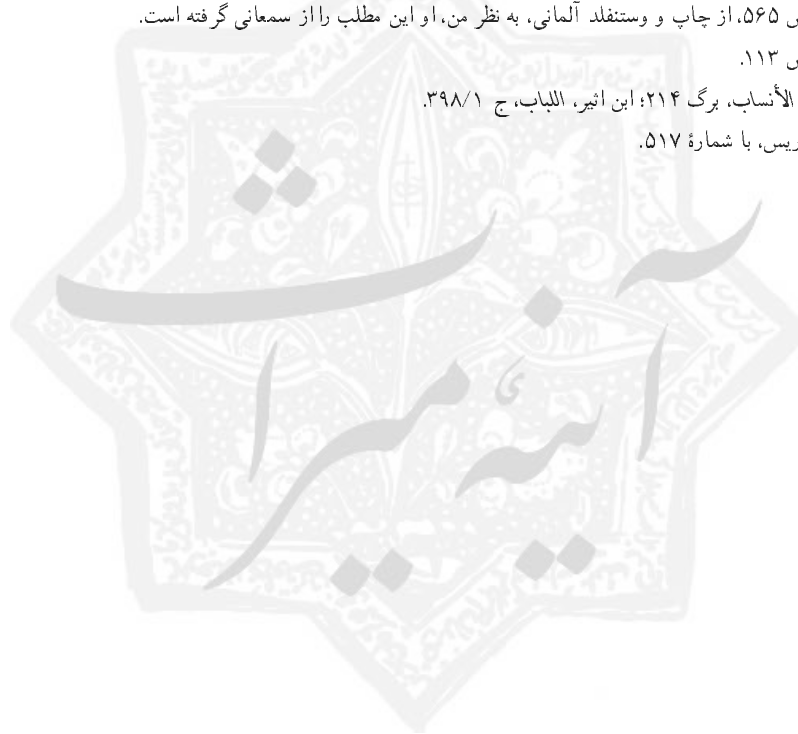 ص ۵۶۵، از چاپ و وستنفلد آلمانی، به نظر من، او این مطلب را از سمعانی گرفته است.
ص ۱۱۳.
الأنساب، برگ ۲۱۴؛ ابن اثیر، اللباب، ج ۳۹۸/۱.
ریس، با شمارهٔ ۵۱۷.
آینهٔ میراث